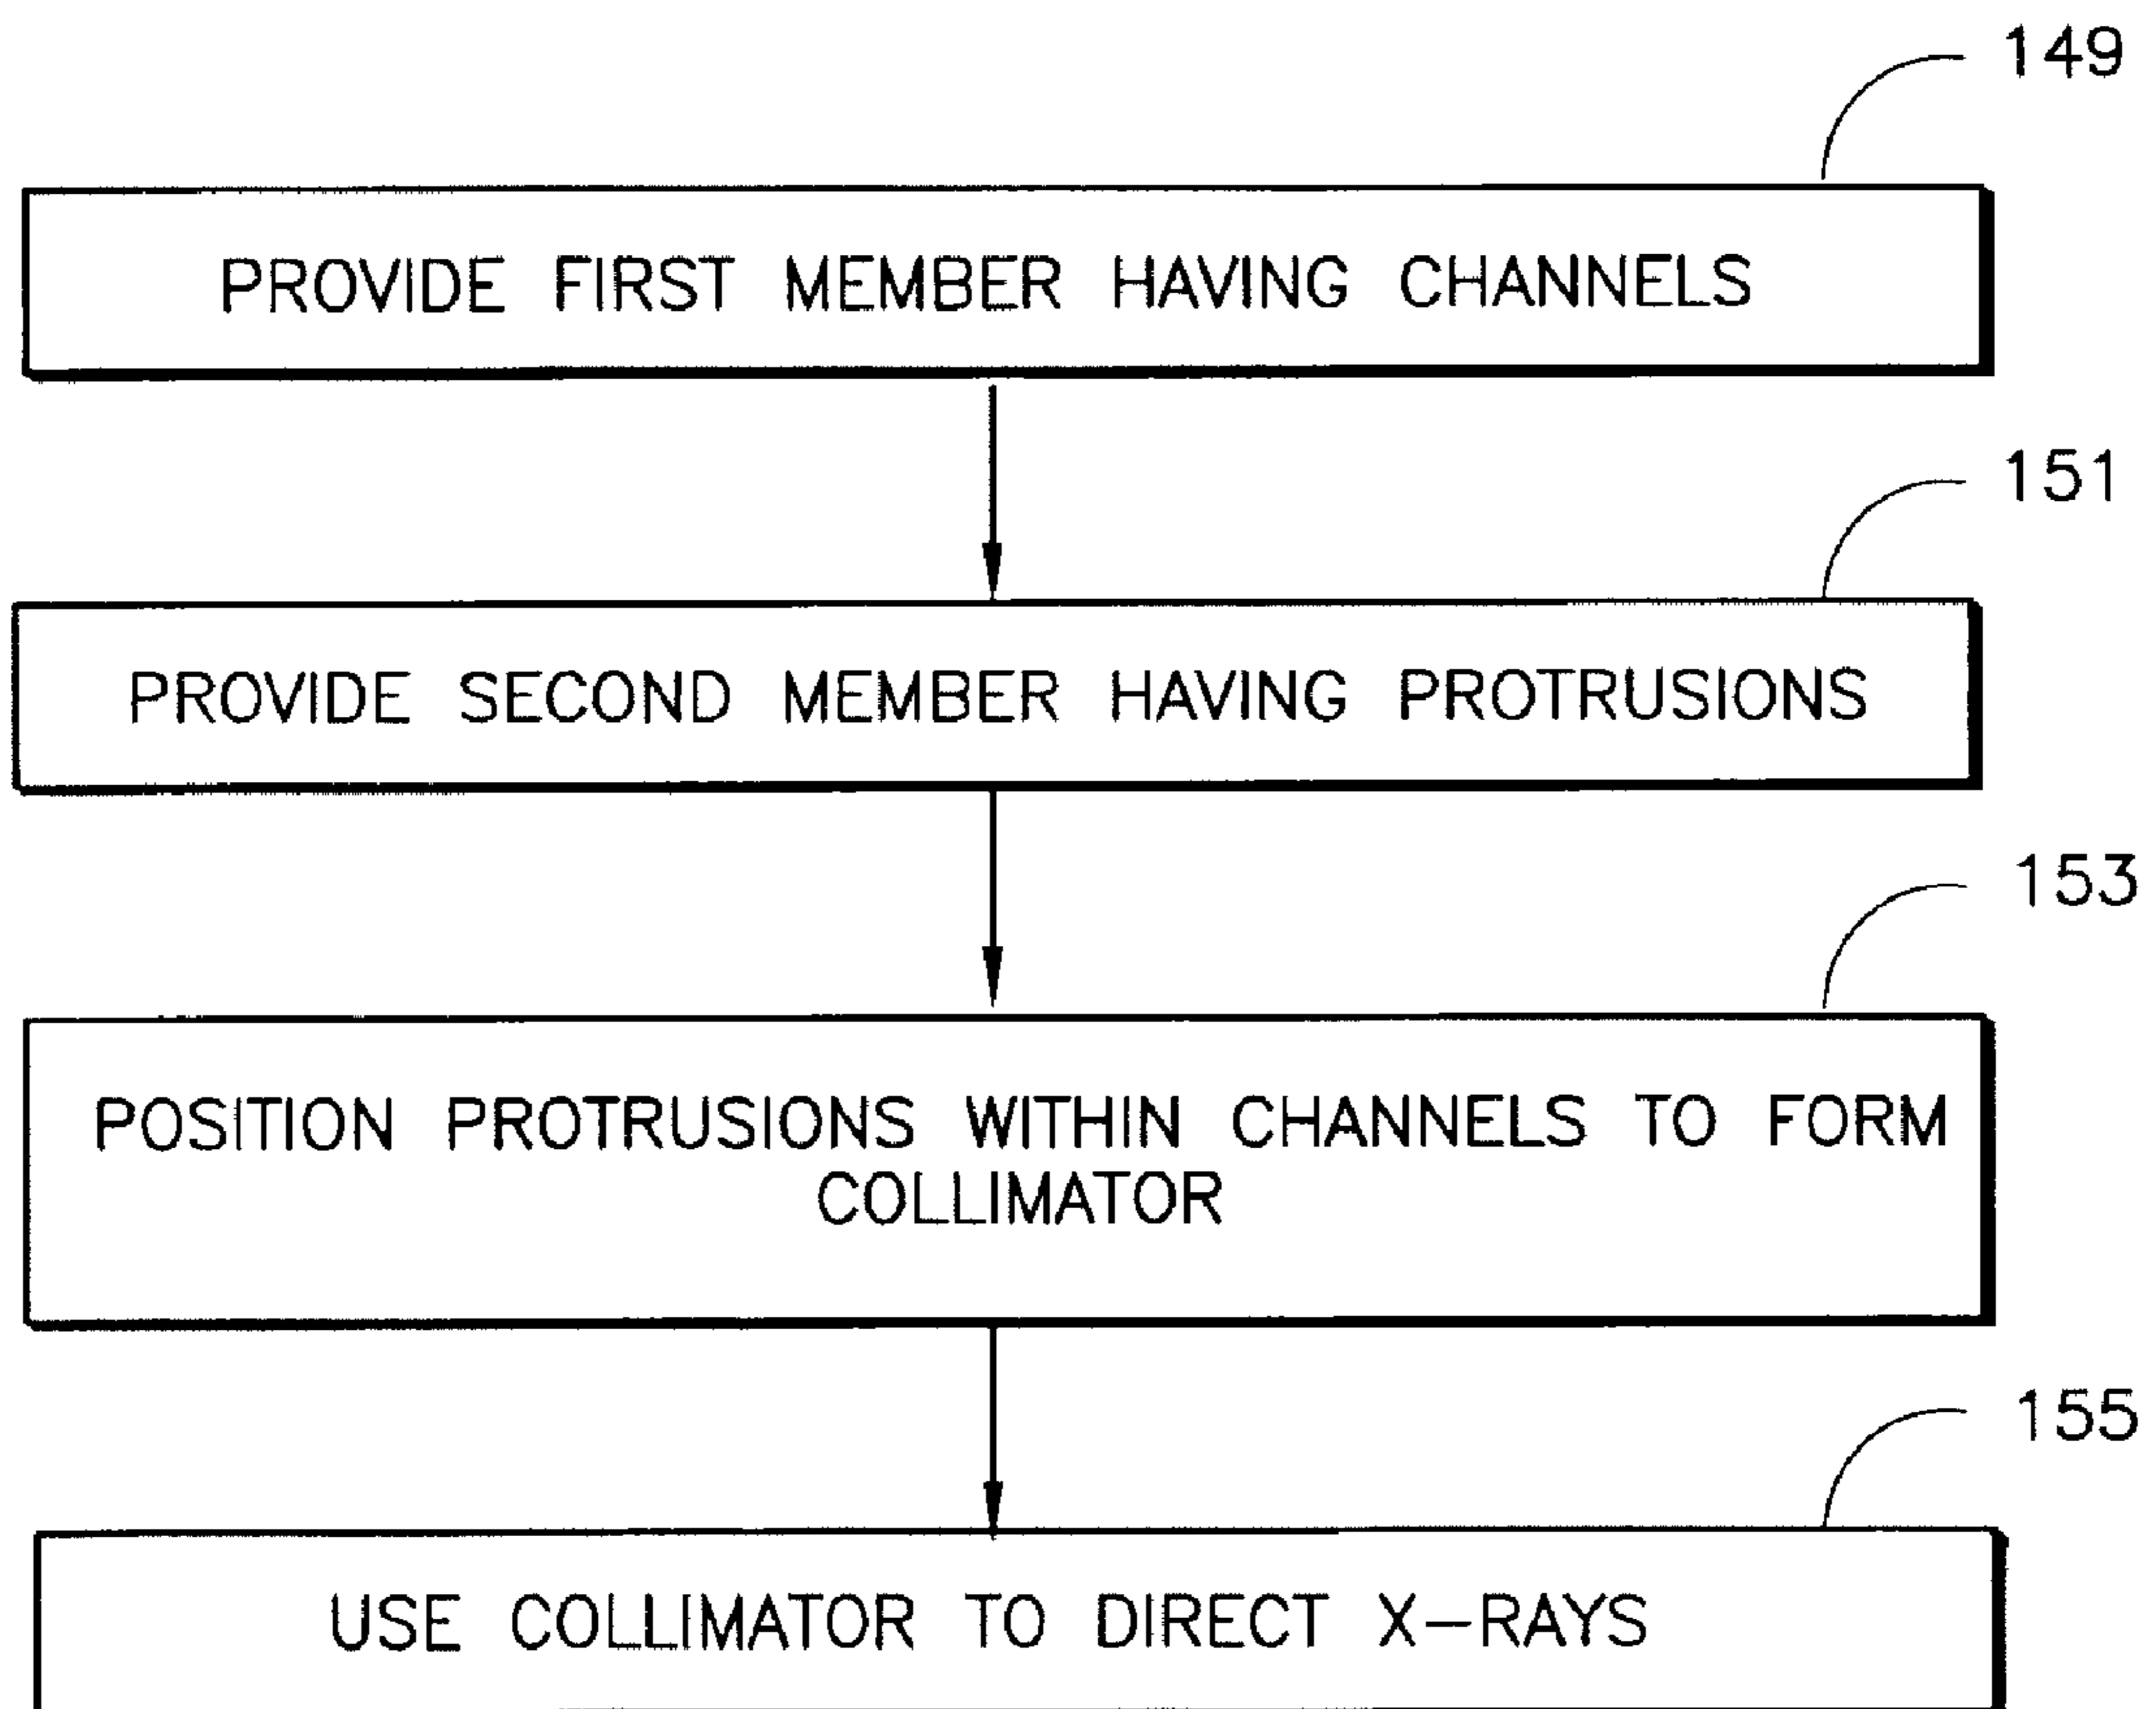 149
PROVIDE FIRST MEMBER HAVING CHANNELS
151
PROVIDE SECOND MEMBER HAVING PROTRUSIONS
153
POSITION PROTRUSIONS WITHIN CHANNELS TO FORM
COLLIMATOR
155
USE COLLIMATOR TO DIRECT X-RAYS